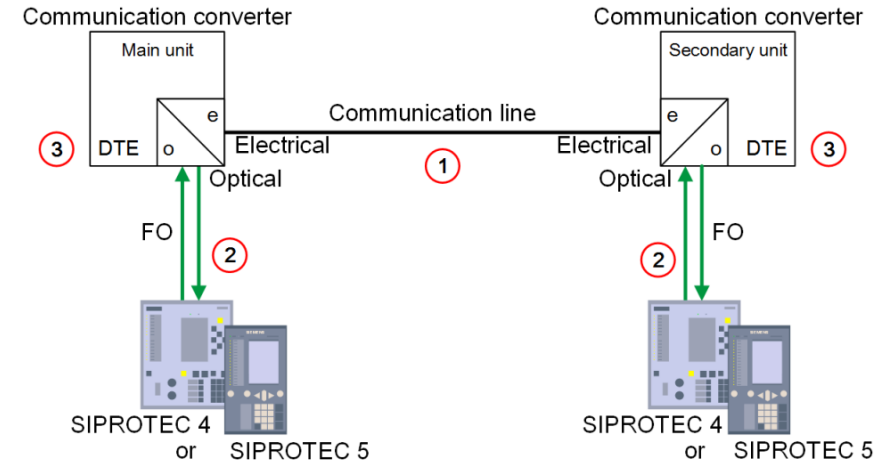 Communication converter
Communication converter
Main unit
Secondary unit
e
Communication line
e
3
DTE
o
Electrical
1
Electrical
o
DTE
3
Optical
Optical
FO
2
2
FO
SIPROTEC 4
or
SIPROTEC 5
SIPROTEC 4
or
SIPROTEC 5